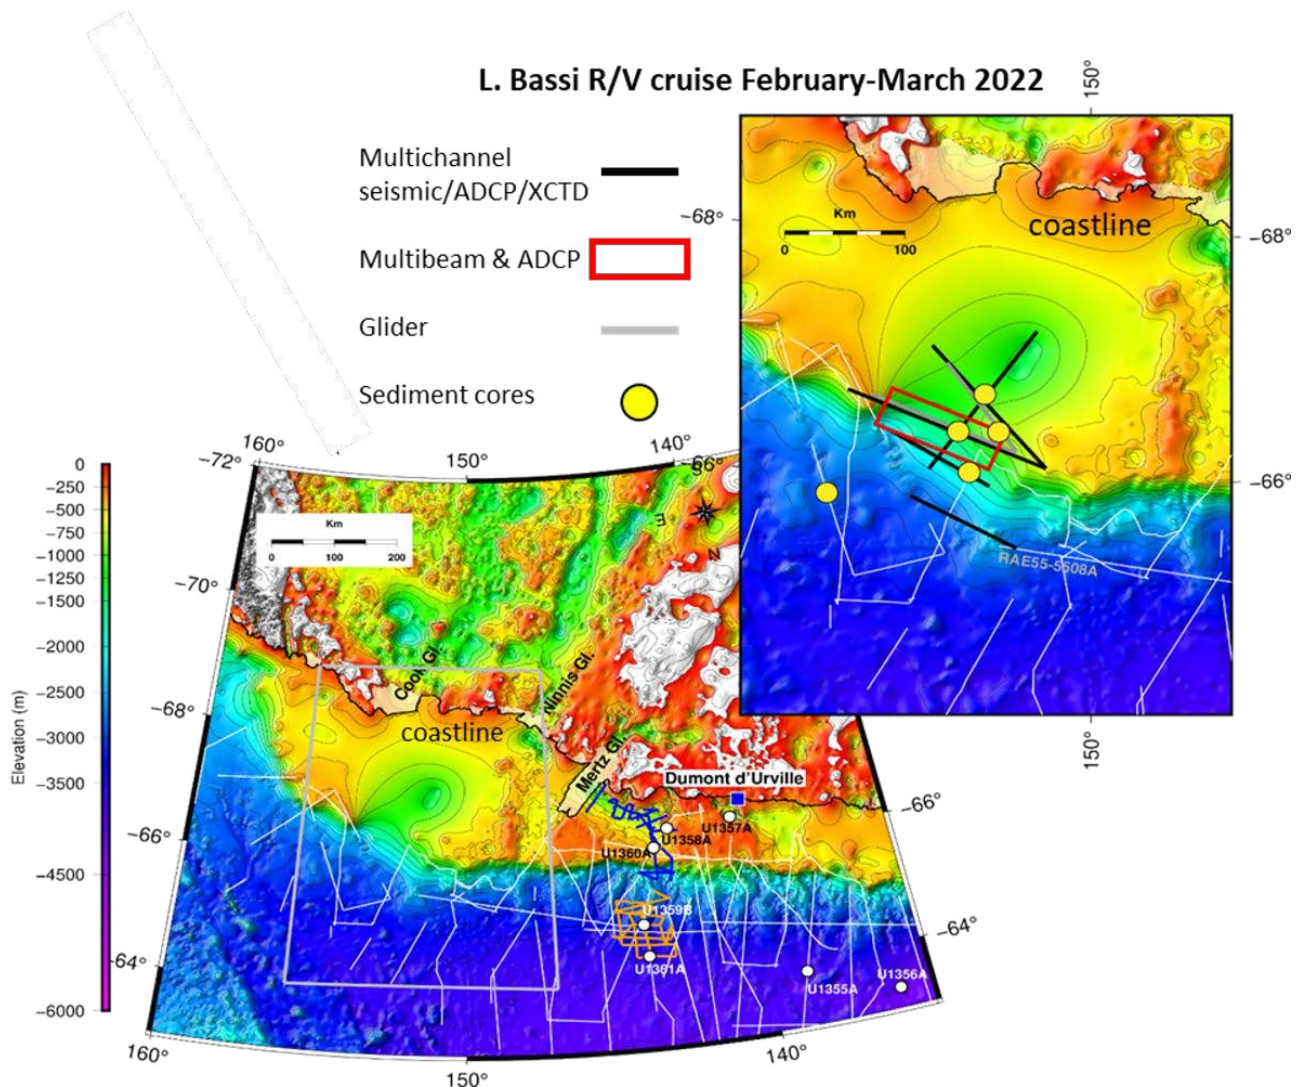 L. Bassi R/V cruise February-March 2022
Multichannel
seismic/ADCP/XCTD
Multibeam & ADCP
Glider
Sediment cores
150°
−68°
−68°
Km
0
100
coastline
−66°
RAE55-5508A
150°
160°
−72°
150°
140°
66°
E
N
Km
0
100
200
−70°
Cook Gl.
Ninnis Gl.
Mertz Gl.
coastline
−68°
Dumont d'Urville
−66°
U1357A
U1358A
U1360A
−66°
U1359B
U1361A
−64°
−64°
U1355A
U1356A
160°
150°
140°
Elevation (m)
0
−250
−500
−750
−1000
−1250
−1500
−2000
−2500
−3000
−3500
−4500
−6000